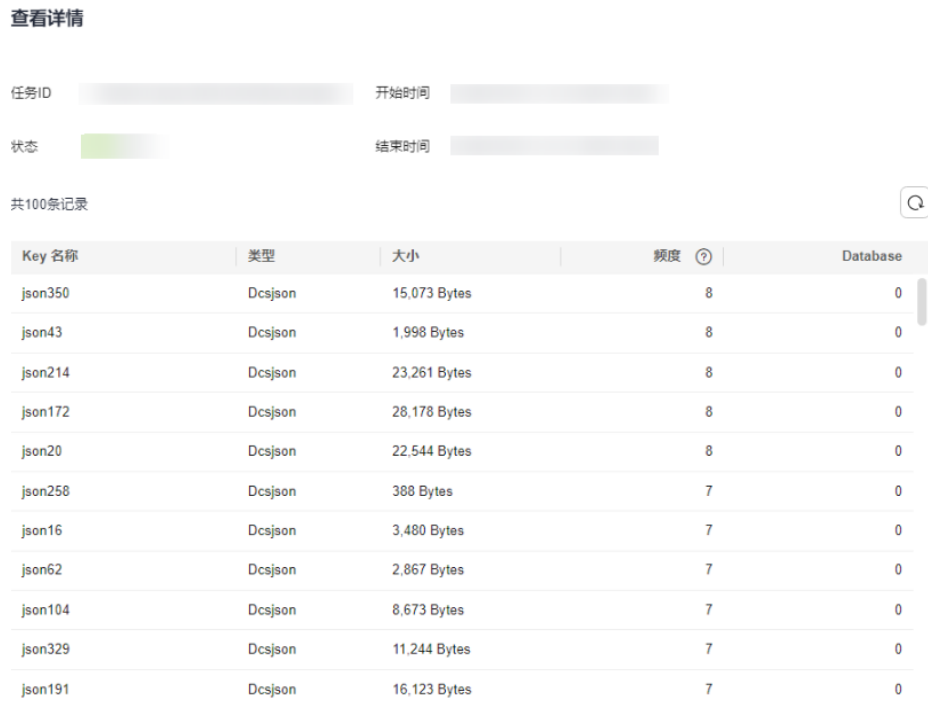 查看详情
任务ID 开始时间
状态 结束时间
共100条记录
Key 名称 类型 大小 频度 ? Database
json350 Dcsjson 15,073 Bytes 8 0
json43 Dcsjson 1,998 Bytes 8 0
json214 Dcsjson 23,261 Bytes 8 0
json172 Dcsjson 28,178 Bytes 8 0
json20 Dcsjson 22,544 Bytes 8 0
json258 Dcsjson 388 Bytes 7 0
json16 Dcsjson 3,480 Bytes 7 0
json62 Dcsjson 2,867 Bytes 7 0
json104 Dcsjson 8,673 Bytes 7 0
json329 Dcsjson 11,244 Bytes 7 0
json191 Dcsjson 16,123 Bytes 7 0